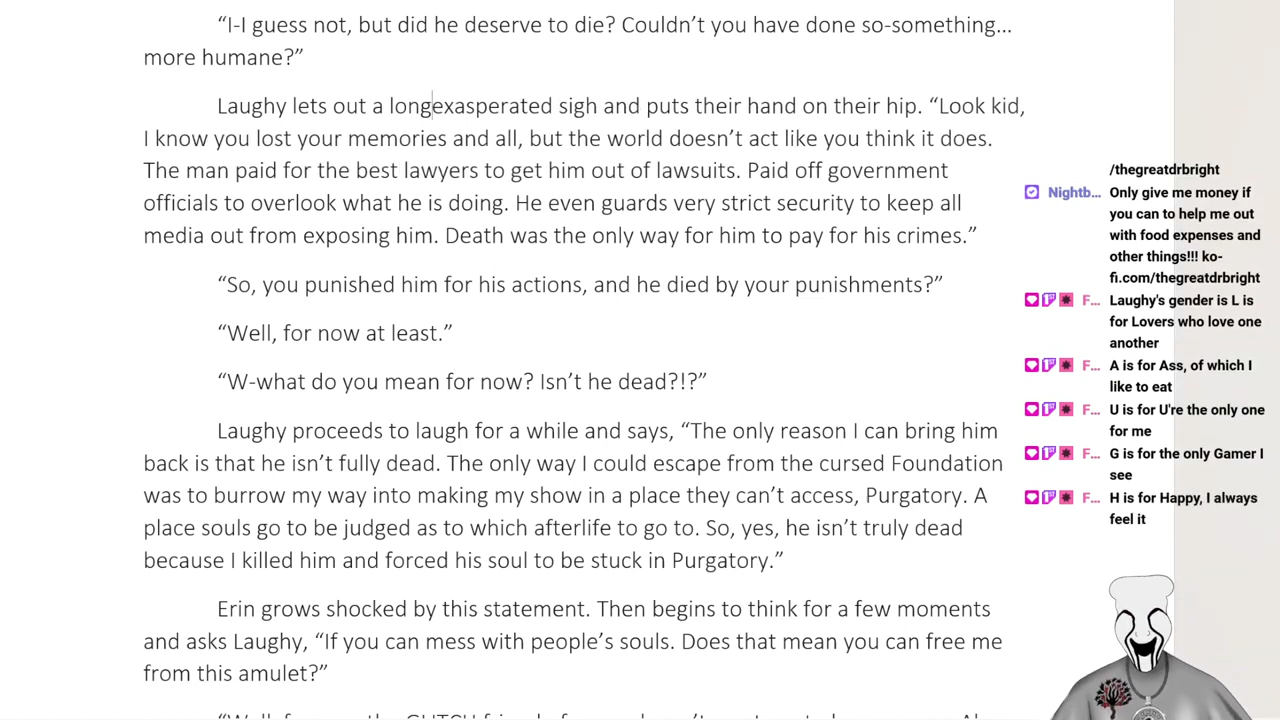 “I-I guess not, but did he deserve to die? Couldn’t you have done so-something…
more humane?”
Laughy lets out a longexasperated sigh and puts their hand on their hip. “Look kid,
I know you lost your memories and all, but the world doesn’t act like you think it does.
The man paid for the best lawyers to get him out of lawsuits. Paid off government
officials to overlook what he is doing. He even guards very strict security to keep all
media out from exposing him. Death was the only way for him to pay for his crimes.”
“So, you punished him for his actions, and he died by your punishments?”
“Well, for now at least.”
“W-what do you mean for now? Isn’t he dead?!?”
Laughy proceeds to laugh for a while and says, “The only reason I can bring him
back is that he isn’t fully dead. The only way I could escape from the cursed Foundation
was to burrow my way into making my show in a place they can’t access, Purgatory. A
place souls go to be judged as to which afterlife to go to. So, yes, he isn’t truly dead
because I killed him and forced his soul to be stuck in Purgatory.”
Erin grows shocked by this statement. Then begins to think for a few moments
and asks Laughy, “If you can mess with people’s souls. Does that mean you can free me
from this amulet?”
/thegreatdrbright
Nightb… Only give me money if
you can to help me out
with food expenses and
other things!!! ko-
fi.com/thegreatdrbright
F… Laughy's gender is L is
for Lovers who love one
another
F… A is for Ass, of which I
like to eat
F… U is for U're the only one
for me
F… G is for the only Gamer I
see
F… H is for Happy, I always
feel it